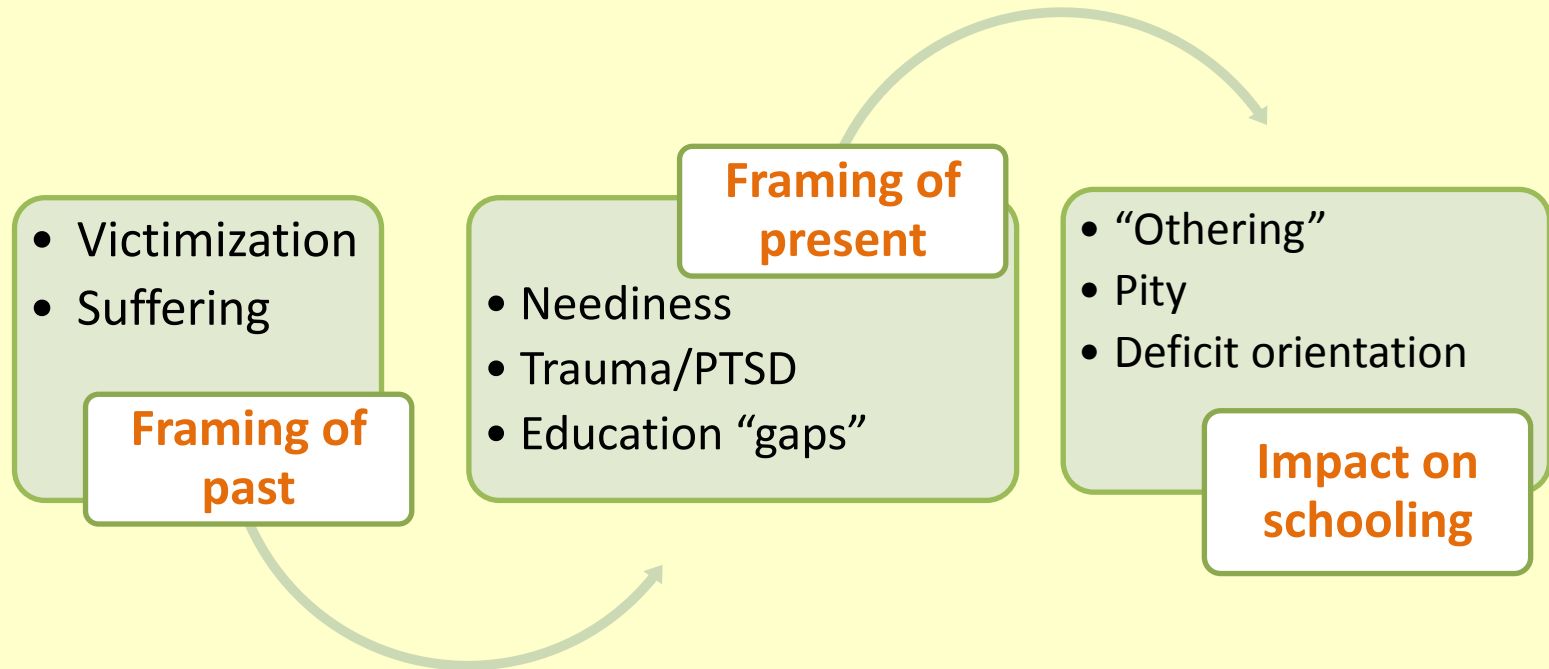 • Victimization
• Suffering
Framing of
past
Framing of
present
• Neediness
• Trauma/PTSD
• Education “gaps”
• “Othering”
• Pity
• Deficit orientation
Impact on
schooling